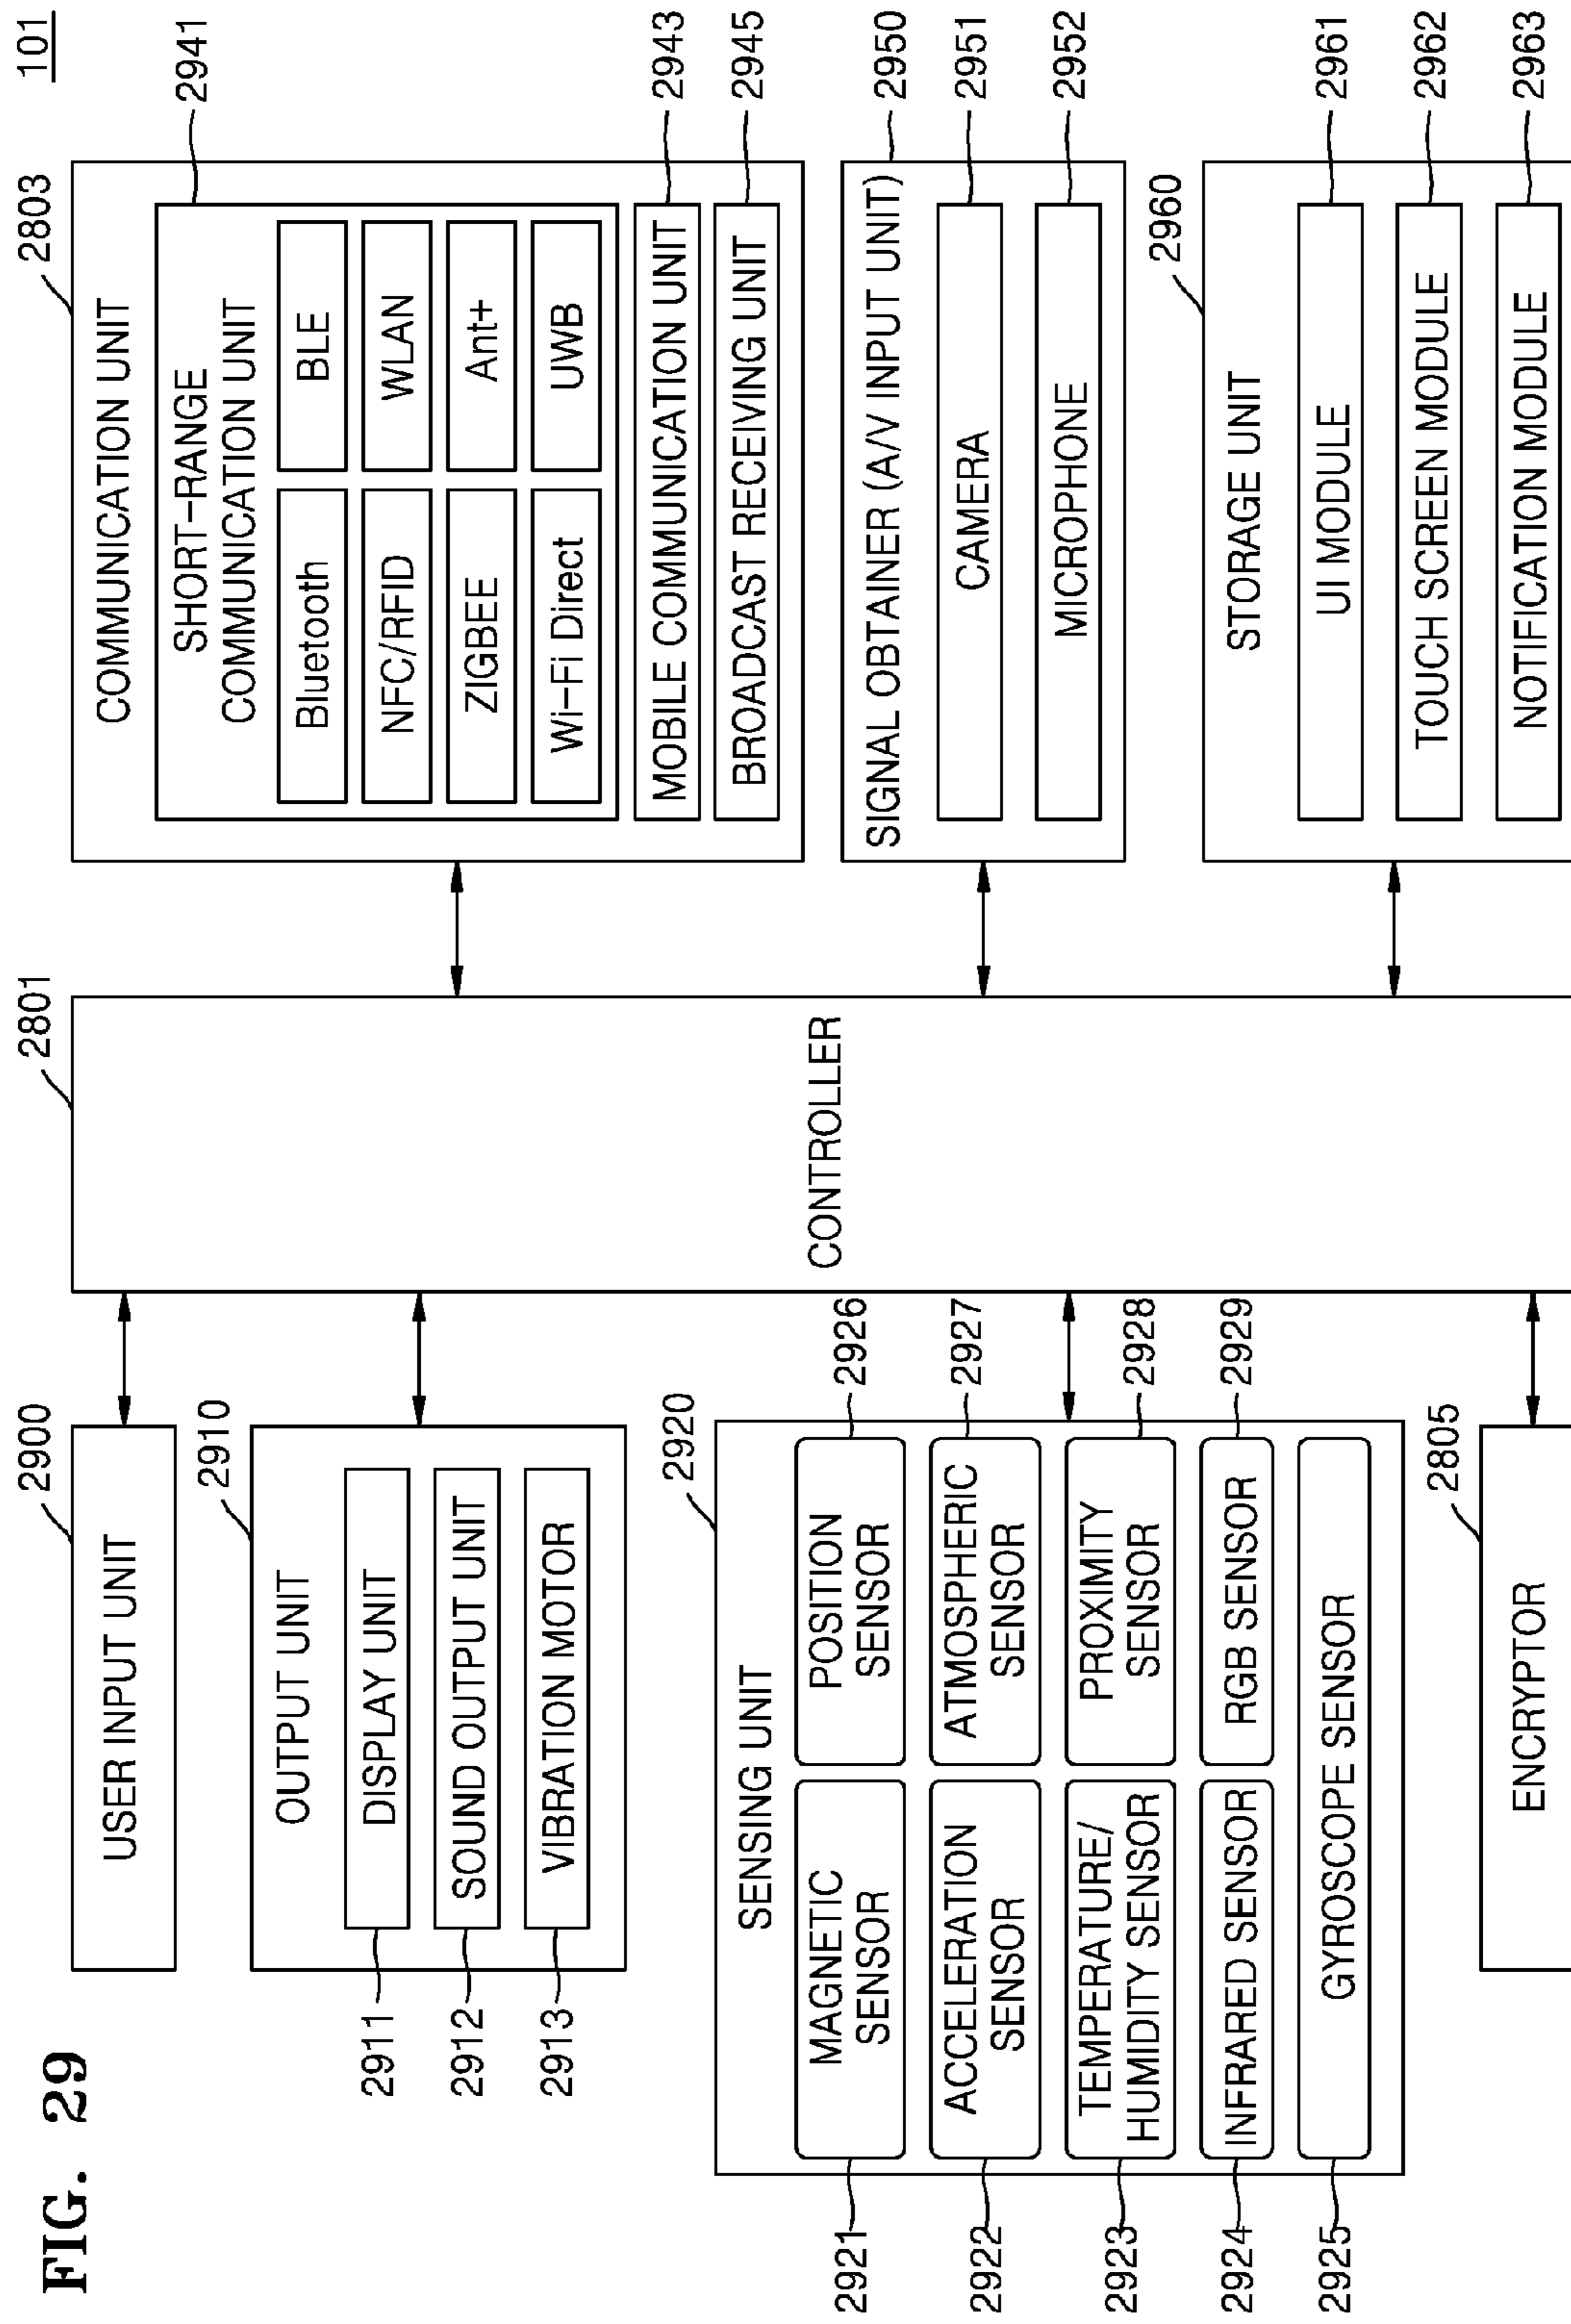 FIG. 29
101
2900
USER INPUT UNIT
2910
OUTPUT UNIT
DISPLAY UNIT
2911
SOUND OUTPUT UNIT
2912
VIBRATION MOTOR
2913
2920
SENSING UNIT
MAGNETIC
SENSOR
2921
POSITION
SENSOR
2926
ACCELERATION
SENSOR
2922
ATMOSPHERIC
SENSOR
2927
TEMPERATURE/
HUMIDITY SENSOR
2923
PROXIMITY
SENSOR
2928
INFRARED SENSOR
2924
RGB SENSOR
2929
GYROSCOPE SENSOR
2925
2805
ENCRYPTOR
2801
CONTROLLER
2803
COMMUNICATION UNIT
2941
SHORT-RANGE
COMMUNICATION UNIT
Bluetooth
BLE
NFC/RFID
WLAN
ZIGBEE
Ant+
Wi-Fi Direct
UWB
MOBILE COMMUNICATION UNIT
2943
BROADCAST RECEIVING UNIT
2945
SIGNAL OBTAINER (A/V INPUT UNIT)
2950
CAMERA
2951
MICROPHONE
2952
2960
STORAGE UNIT
UI MODULE
2961
TOUCH SCREEN MODULE
2962
NOTIFICATION MODULE
2963